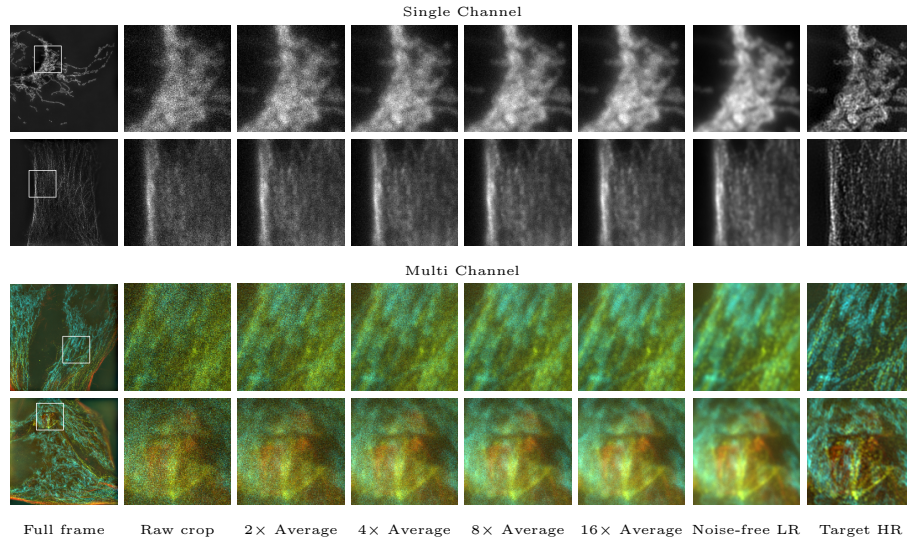 Single Channel
Multi Channel
Full frame Raw crop 2× Average 4× Average 8× Average 16× Average Noise-free LR Target HR